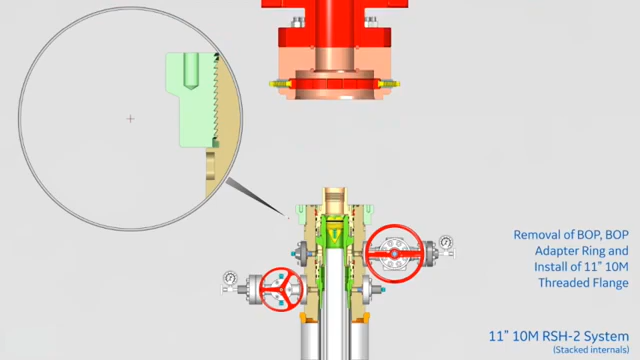 Removal of BOP, BOP
Adapter Ring and
Install of 11" 10M
Threaded Flange
11" 10M RSH-2 System
(Stacked internals)